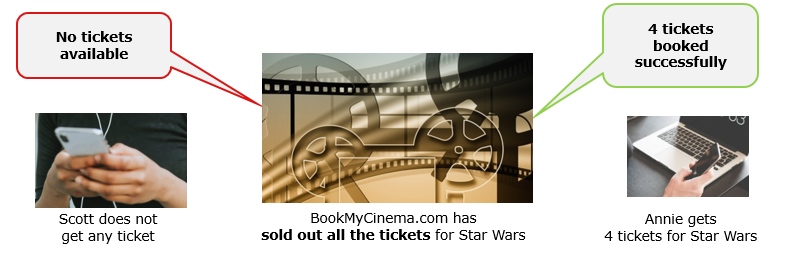 No tickets
available
4 tickets
booked
successfully
Scott does not
get any ticket
BookMyCinema.com has
sold out all the tickets for Star Wars
Annie gets
4 tickets for Star Wars